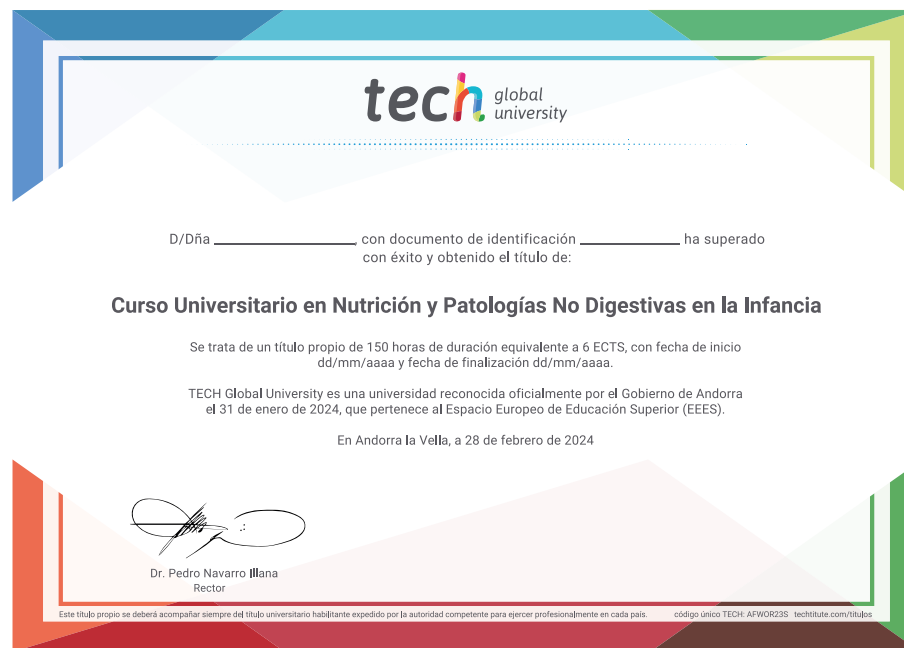 tech global university
D/Dña ________________, con documento de identificación ___________ ha superado
con éxito y obtenido el título de:
Curso Universitario en Nutrición y Patologías No Digestivas en la Infancia
Se trata de un título propio de 150 horas de duración equivalente a 6 ECTS, con fecha de inicio
dd/mm/aaaa y fecha de finalización dd/mm/aaaa.
TECH Global University es una universidad reconocida oficialmente por el Gobierno de Andorra
el 31 de enero de 2024, que pertenece al Espacio Europeo de Educación Superior (EEES).
En Andorra la Vella, a 28 de febrero de 2024
Dr. Pedro Navarro Illana
Rector
Este título propio se deberá acompañar siempre del título universitario habilitante expedido por la autoridad competente para ejercer profesionalmente en cada país. código único TECH: AFWOR23S techtitute.com/titulos